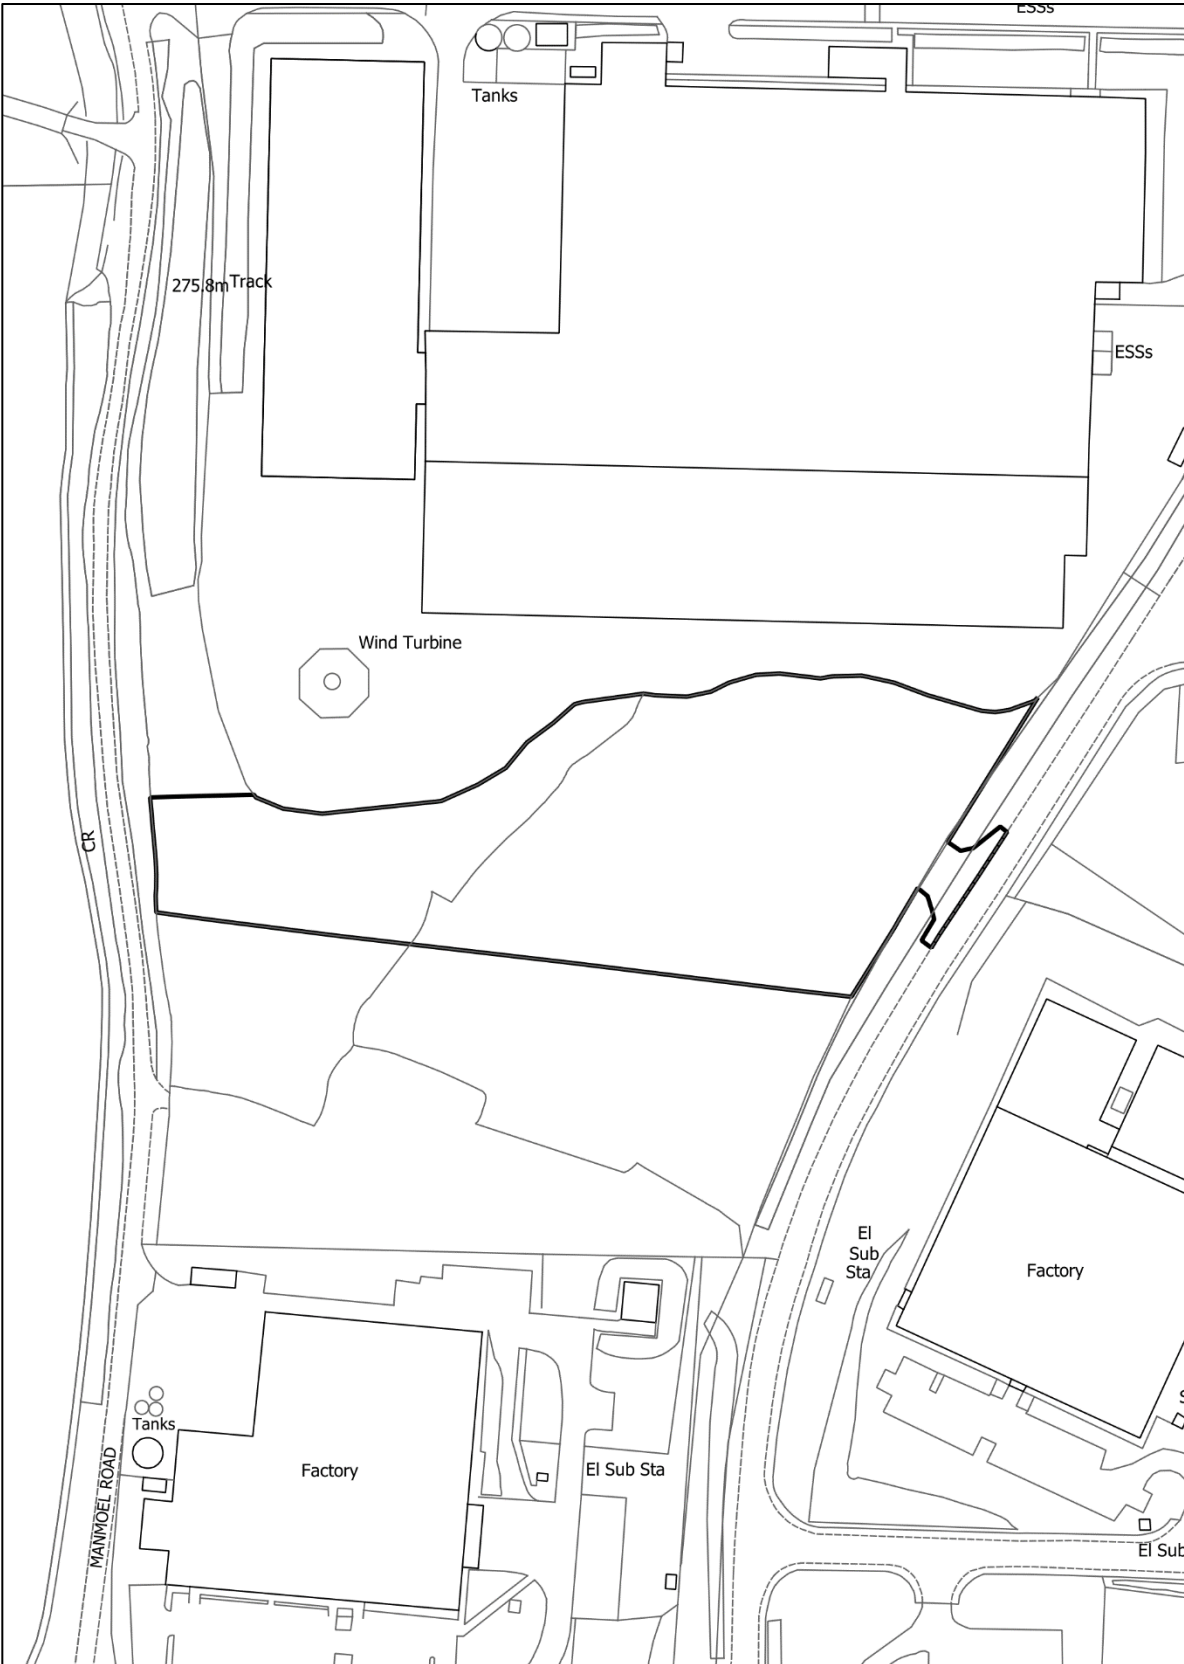 ESSs
Tanks
275.8m
Track
ESSs
Wind Turbine
CR
El
Sub
Sta
Factory
Tanks
MANMOEL ROAD
Factory
El Sub Sta
S
El Sub